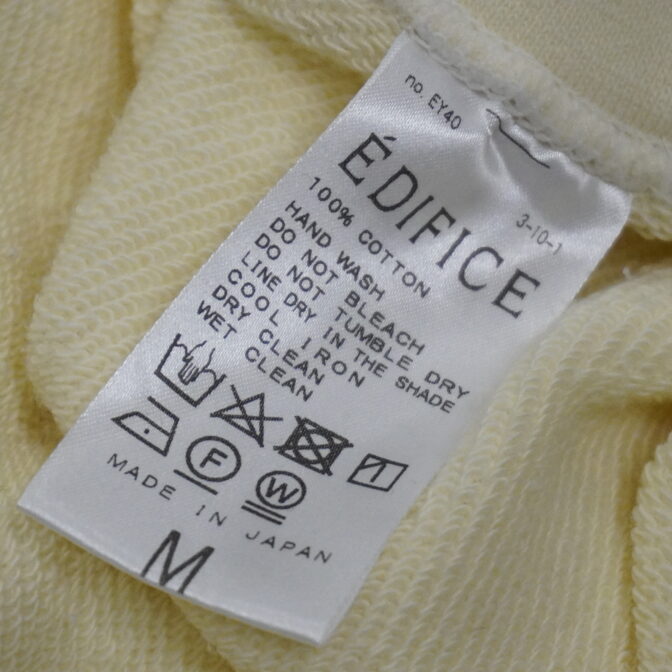 no. EY40
3-10-1
ÉDIFICE
100% COTTON
HAND WASH
DO NOT BLEACH
DO NOT TUMBLE DRY
LINE DRY IN THE SHADE
COOL IRON
DRY CLEAN
WET CLEAN
F
W
MADE IN JAPAN
M